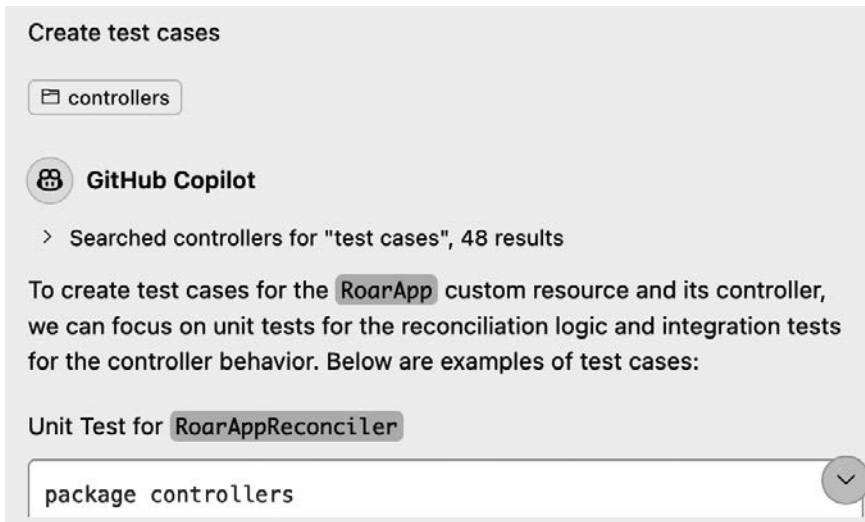 Create test cases
controllers
GitHub Copilot
Searched controllers for "test cases", 48 results
To create test cases for the RoarApp custom resource and its controller,
we can focus on unit tests for the reconciliation logic and integration tests
for the controller behavior. Below are examples of test cases:
Unit Test for RoarAppReconciler
package controllers